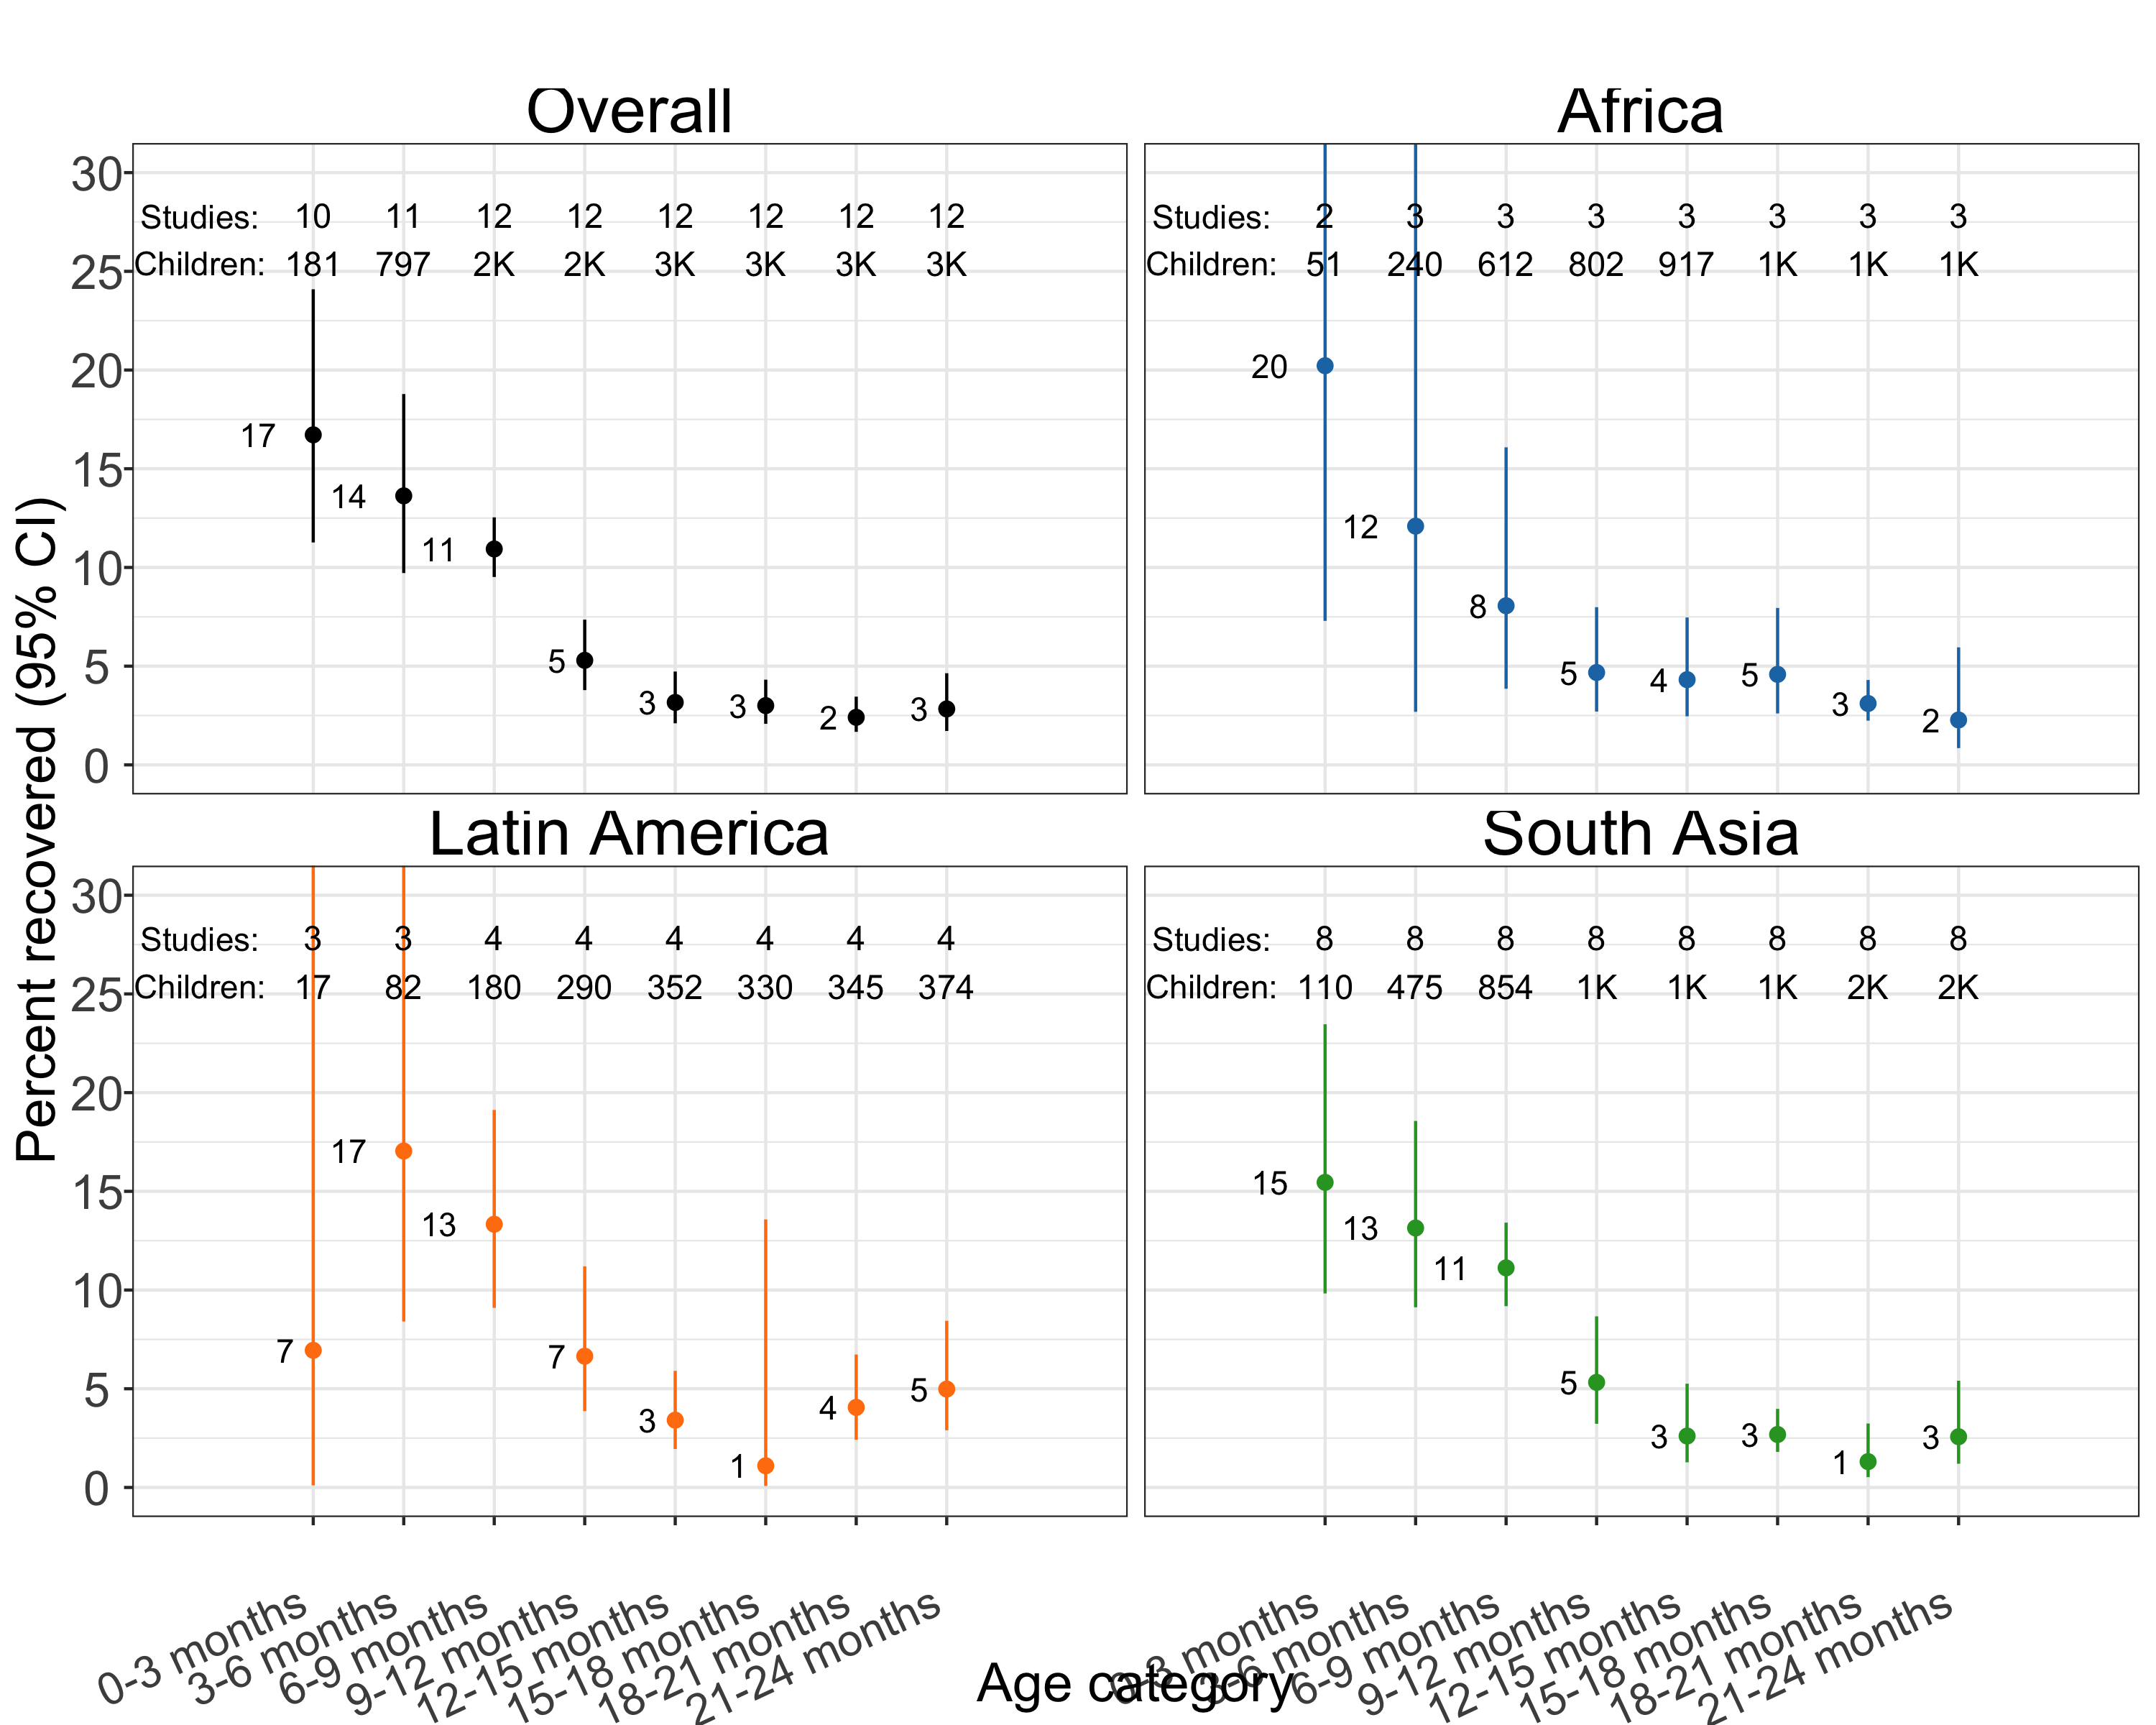 Overall
30
25
20
15
10
5
0
Studies: 10 11 12 12 12 12 12 12
Children: 181 797 2K 2K 3K 3K 3K 3K
17
14
11
5
3
3
2
3
Africa
Studies: 2 3 3 3 3 3 3 3
Children: 51 240 612 802 917 1K 1K 1K
20
12
8
5
4
5
3
2
Percent recovered (95% CI)
Latin America
30
25
20
15
10
5
0
Studies: 3 3 4 4 4 4 4 4
Children: 17 82 180 290 352 330 345 374
7
17
13
7
3
1
4
5
South Asia
Studies: 8 8 8 8 8 8 8 8
Children: 110 475 854 1K 1K 1K 2K 2K
15
13
11
5
3
3
1
3
0-3 months
3-6 months
6-9 months
9-12 months
12-15 months
15-18 months
18-21 months
21-24 months
0-3 months
3-6 months
6-9 months
9-12 months
12-15 months
15-18 months
18-21 months
21-24 months
Age category